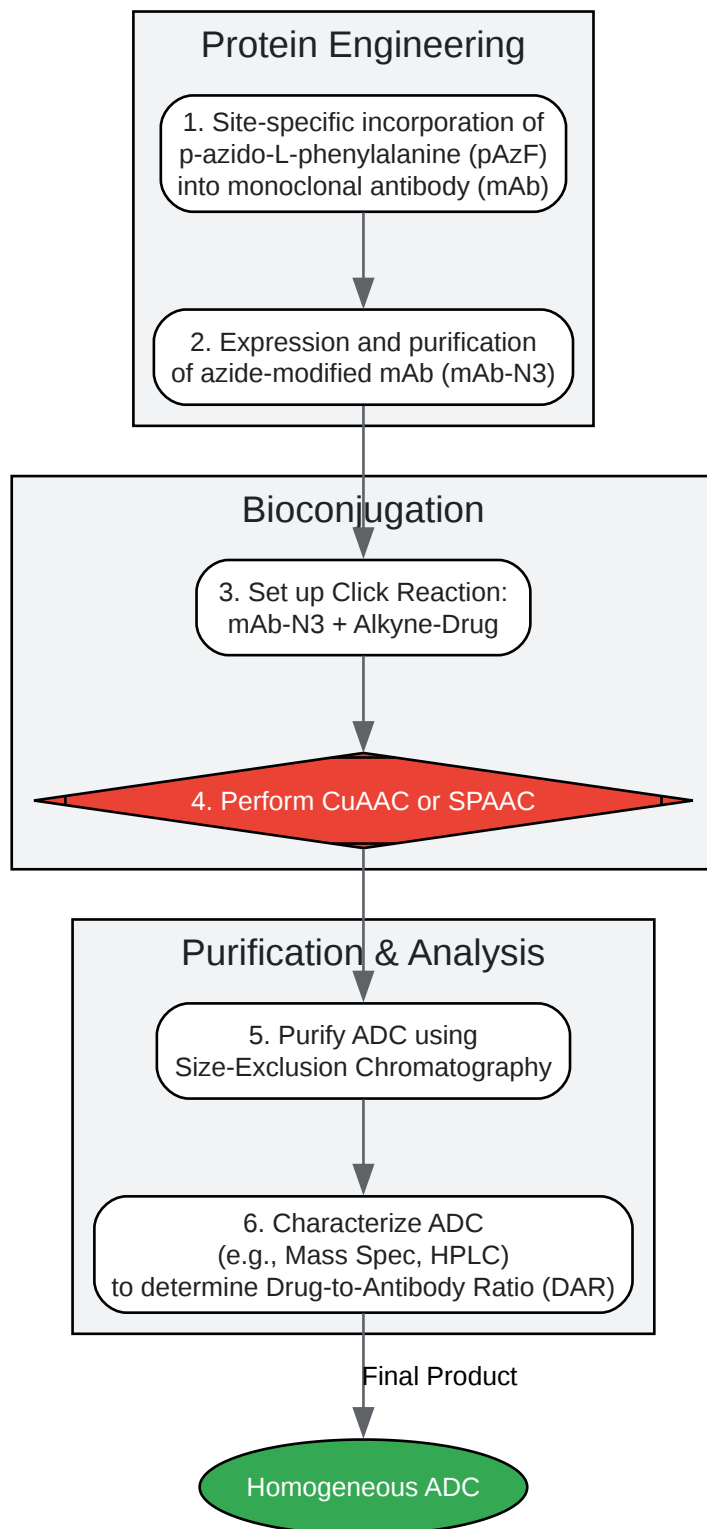 Protein Engineering
1. Site-specific incorporation of
p-azido-L-phenylalanine (pAzF)
into monoclonal antibody (mAb)
2. Expression and purification
of azide-modified mAb (mAb-N3)
Bioconjugation
3. Set up Click Reaction:
mAb-N3 + Alkyne-Drug
4. Perform CuAAC or SPAAC
Purification & Analysis
5. Purify ADC using
Size-Exclusion Chromatography
6. Characterize ADC
(e.g., Mass Spec, HPLC)
to determine Drug-to-Antibody Ratio (DAR)
Final Product
Homogeneous ADC